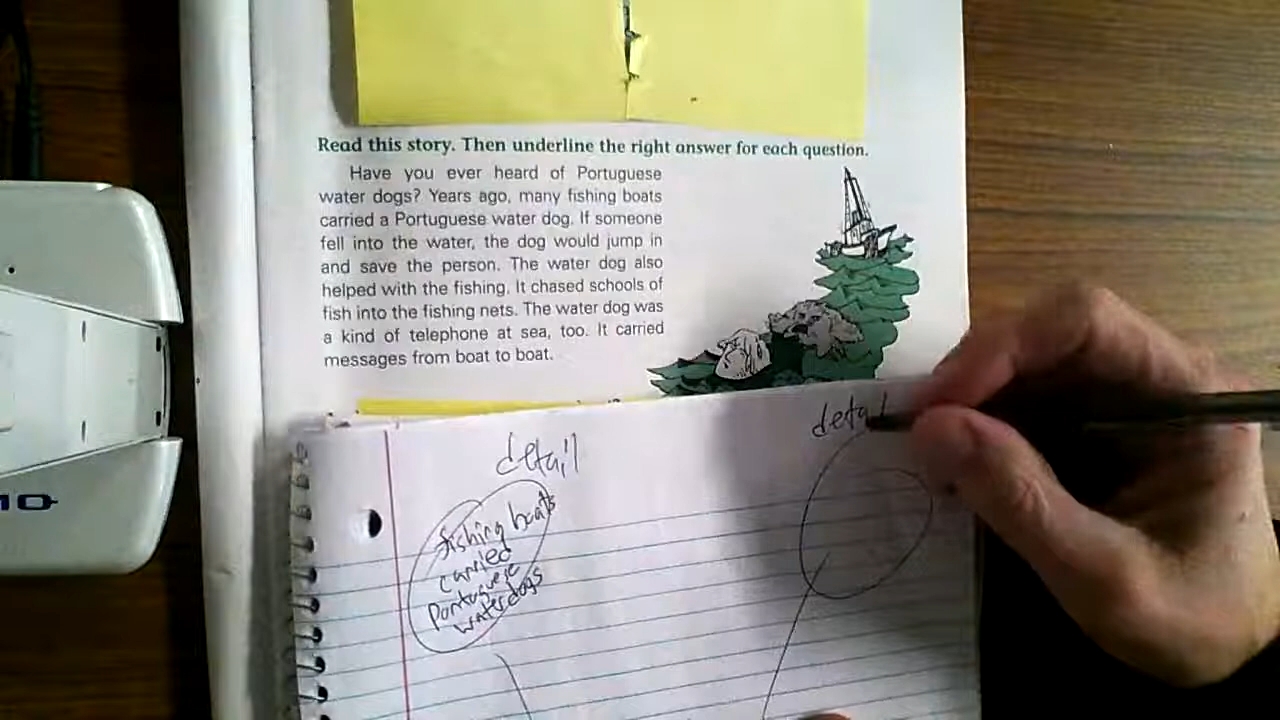 Read this story. Then underline the right answer for each question.
Have you ever heard of Portuguese
water dogs? Years ago, many fishing boats
carried a Portuguese water dog. If someone
fell into the water, the dog would jump in
and save the person. The water dog also
helped with the fishing. It chased schools of
fish into the fishing nets. The water dog was
a kind of telephone at sea, too. It carried
messages from boat to boat.
detail
detail
fishing boats
carried
Portuguese
waterdogs